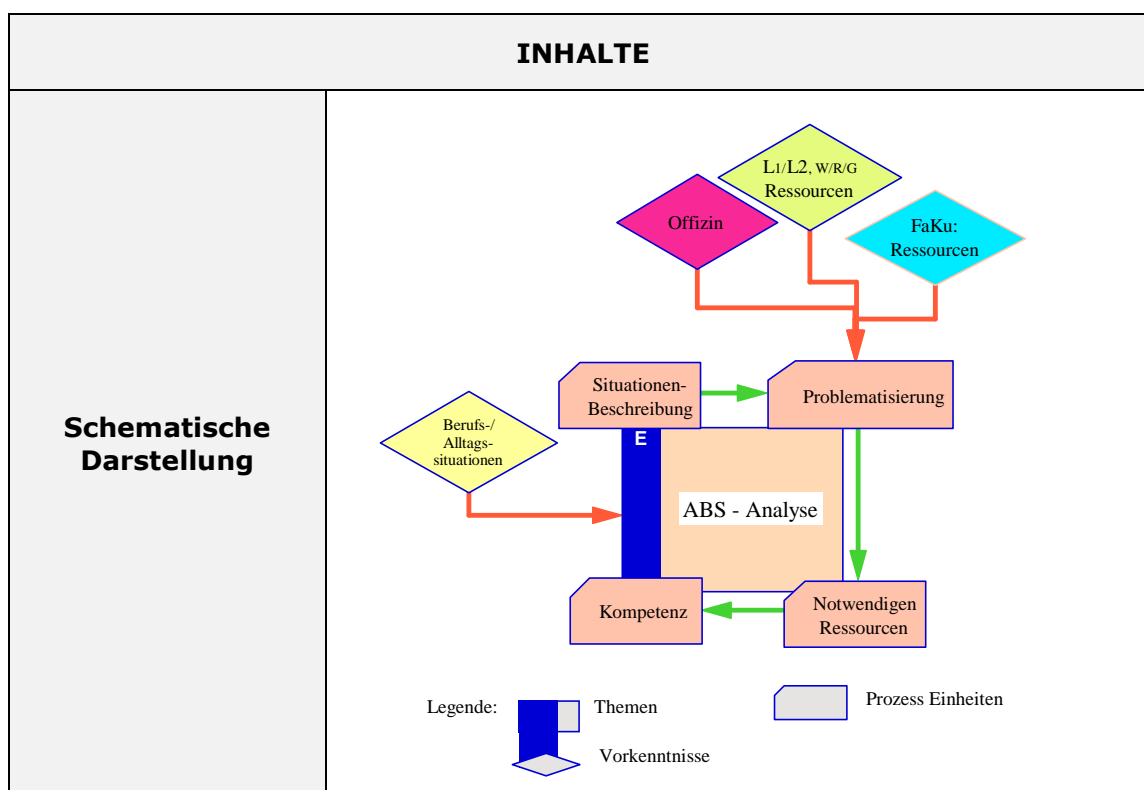 INHALTE
Schematische
Darstellung
L1/L2, W/R/G
Ressourcen
Offizin
FaKu:
Ressourcen
Situationen-
Beschreibung
Problematisierung
Berufs-/
Alltags-
situationen
E
ABS - Analyse
Kompetenz
Notwendigen
Ressourcen
Legende:
Themen
Prozess Einheiten
Vorkenntnisse